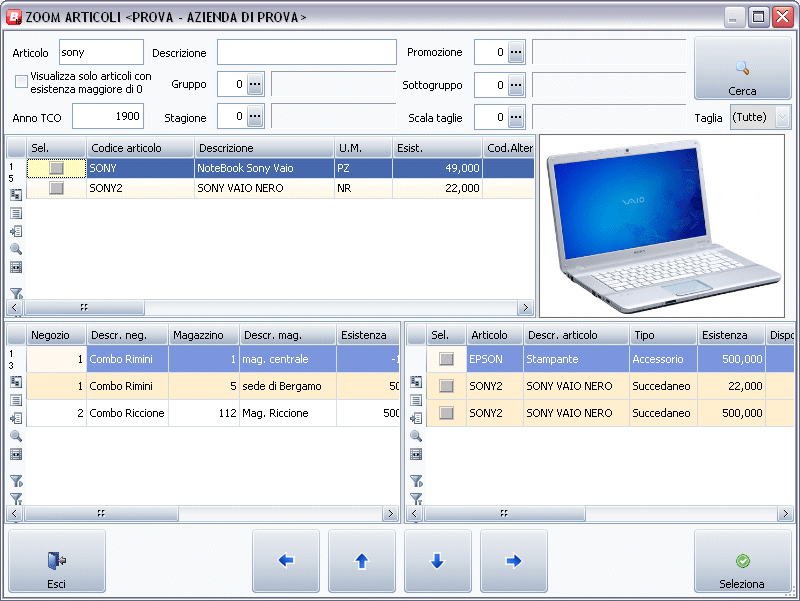 ZOOM ARTICOLI <PROVA - AZIENDA DI PROVA>
Articolo sony Descrizione Promozione 0 ...
Visualizza solo articoli con esistenza maggiore di 0
Gruppo 0 ... Sottogruppo 0 ...
Cerca
Anno TCO 1900 Stagione 0 ... Scala taglie 0 ... Taglia (Tutte)
Sel. Codice articolo Descrizione U.M. Esist. Cod.Alter
SONY NoteBook Sony Vaio PZ 49,000
SONY2 SONY VAIO NERO NR 22,000
1
5
VAIO
Negozio Descr. neg. Magazzino Descr. mag. Esistenza
1 Combo Rimini 1 mag. centrale -1
1 Combo Rimini 5 sede di Bergamo 50
2 Combo Riccione 112 Mag. Riccione 500
1
3
Sel. Articolo Descr. articolo Tipo Esistenza Dispo
EPSON Stampante Accessorio 500,000
SONY2 SONY VAIO NERO Succedaneo 22,000
SONY2 SONY VAIO NERO Succedaneo 500,000
Esci
Seleziona